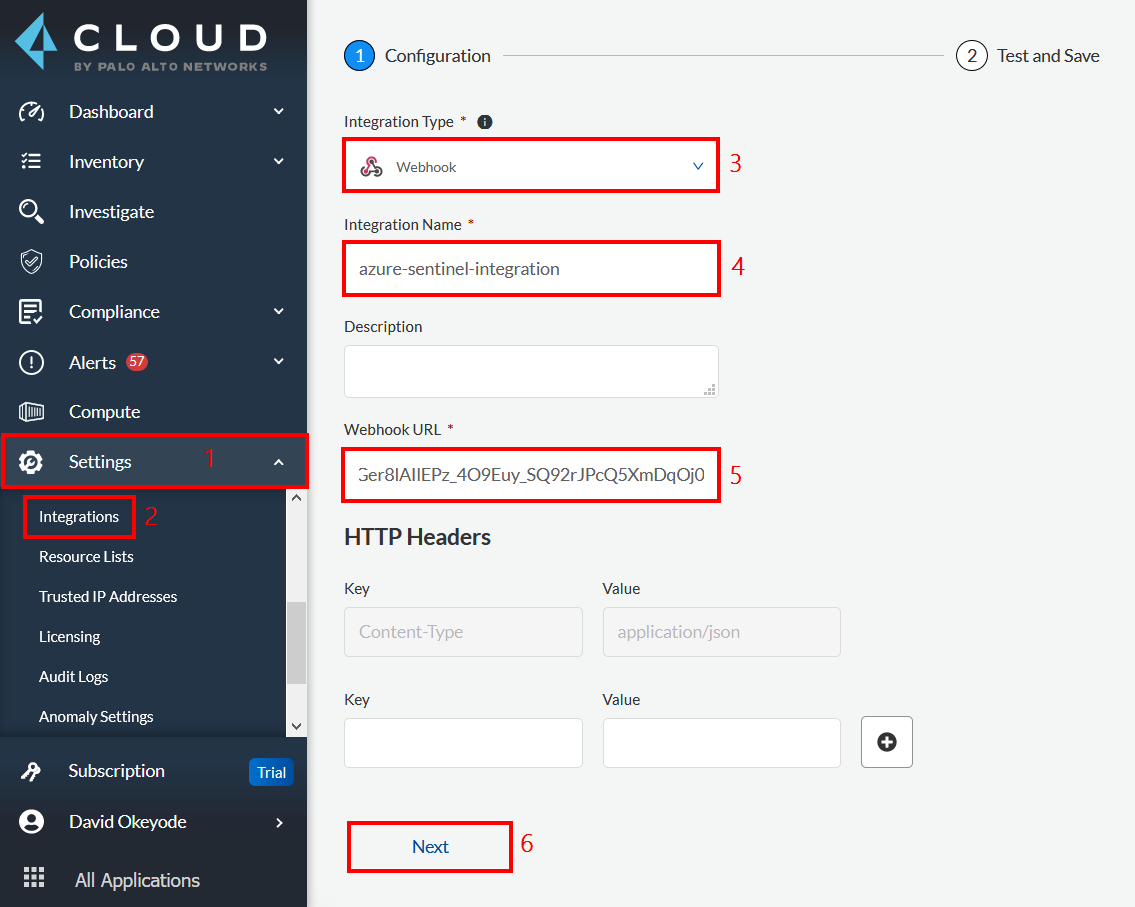 CLOUD
BY PALO ALTO NETWORKS
Dashboard
Inventory
Investigate
Policies
Compliance
Alerts 57
Compute
Settings 1
Integrations 2
Resource Lists
Trusted IP Addresses
Licensing
Audit Logs
Anomaly Settings
Subscription Trial
David Okeyode
All Applications
1 Configuration 2 Test and Save
Integration Type *
Webhook 3
Integration Name *
azure-sentinel-integration 4
Description
Webhook URL *
Ger8IAIIEPz_4O9Euy_SQ92rJPcQ5XmDqOj0 5
HTTP Headers
Key Value
Content-Type application/json
Key Value
Next 6